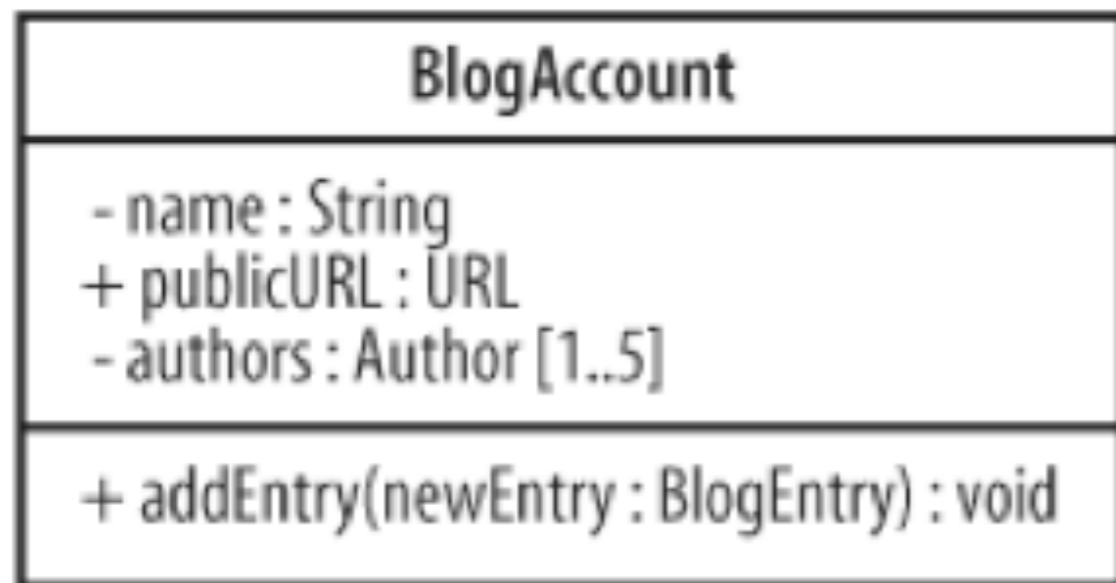 BlogAccount
- name : String
+ publicURL : URL
- authors : Author [1..5]
+ addEntry(newEntry : BlogEntry) : void